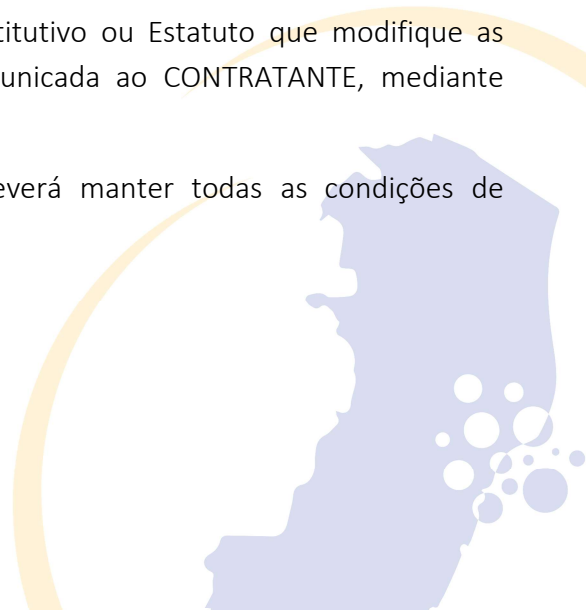 titutivo ou Estatuto que modifique as
unicada ao CONTRATANTE, mediante
everá manter todas as condições de